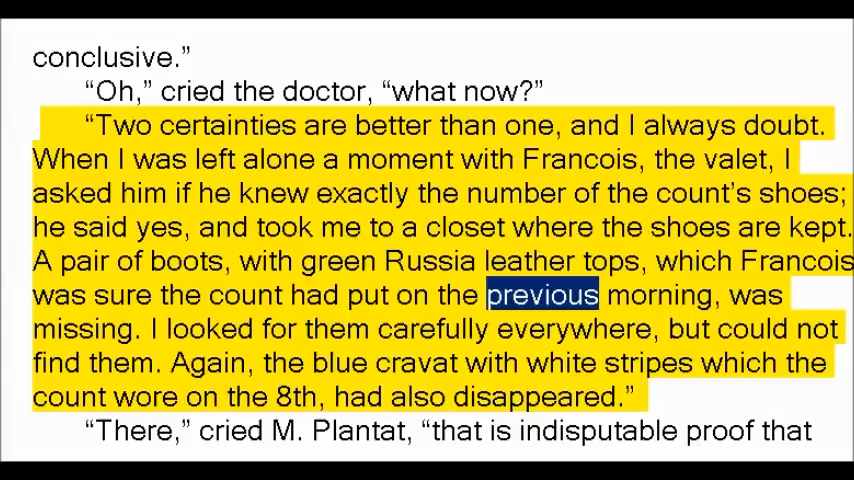 conclusive.”
“Oh,” cried the doctor, “what now?”
“Two certainties are better than one, and I always doubt.
When I was left alone a moment with Francois, the valet, I
asked him if he knew exactly the number of the count’s shoes;
he said yes, and took me to a closet where the shoes are kept.
A pair of boots, with green Russia leather tops, which Francois
was sure the count had put on the previous morning, was
missing. I looked for them carefully everywhere, but could not
find them. Again, the blue cravat with white stripes which the
count wore on the 8th, had also disappeared.”
“There,” cried M. Plantat, “that is indisputable proof that